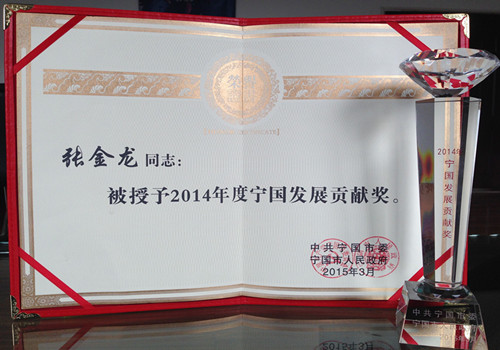 张金龙 同志：
被授予2014年度宁国发展贡献奖。
中共宁国市委
宁国市人民政府
2015年3月
2014年
宁国发展贡献奖
中共宁国市委